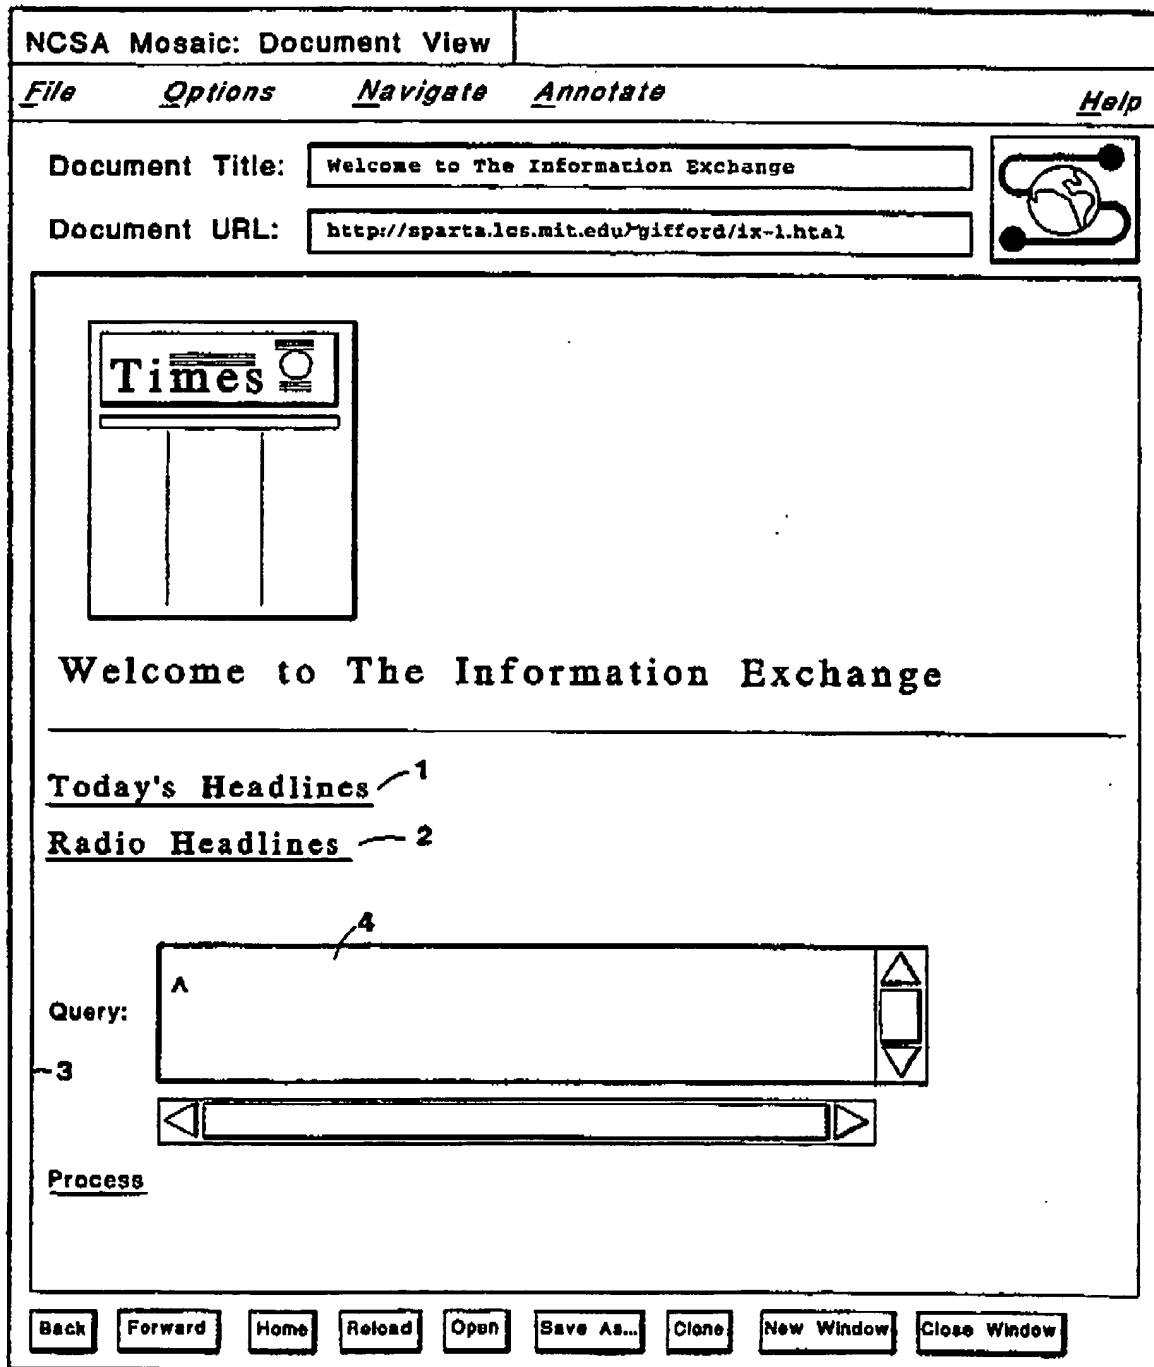 NCSA Mosaic: Document View
File Options Navigate Annotate Help
Document Title: Welcome to The Information Exchange
Document URL: http://sparta.lcs.mit.edu/~gifford/ix-1.htal
Times
Welcome to The Information Exchange
Today's Headlines 1
Radio Headlines 2
4
^
Query:
3
Process
Back Forward Home Reload Open Save As... Clone New Window Close Window